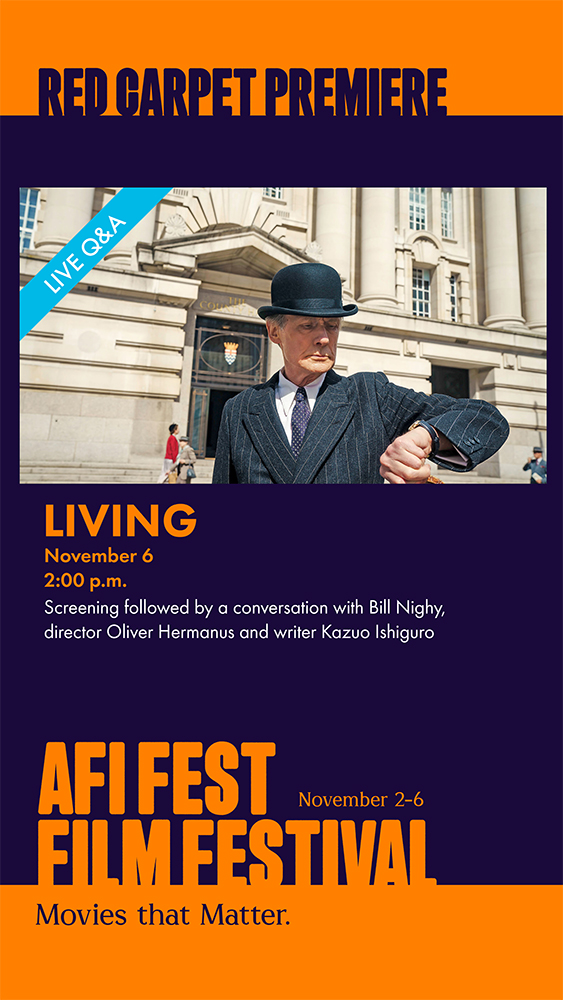 RED CARPET PREMIERE
LIVE Q&A
LIVING
November 6
2:00 p.m.
Screening followed by a conversation with Bill Nighy,
director Oliver Hermanus and writer Kazuo Ishiguro
AFI FEST
November 2-6
FILM FESTIVAL
Movies that Matter.